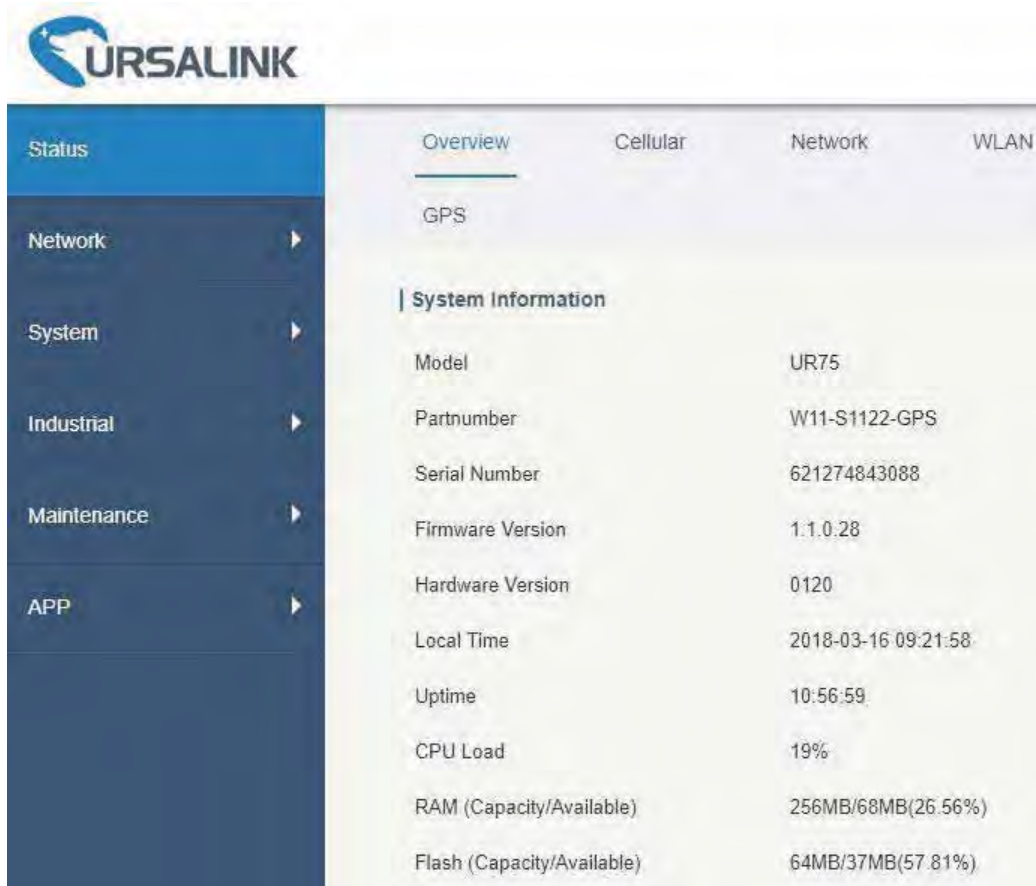 URSALINK
Status
Overview Cellular Network WLAN
GPS
Network
System Information
System
Model UR75
Industrial
Partnumber W11-S1122-GPS
Serial Number 621274843088
Maintenance
Firmware Version 1.1.0.28
Hardware Version 0120
APP
Local Time 2018-03-16 09:21:58
Uptime 10:56:59
CPU Load 19%
RAM (Capacity/Available) 256MB/68MB(26.56%)
Flash (Capacity/Available) 64MB/37MB(57.81%)